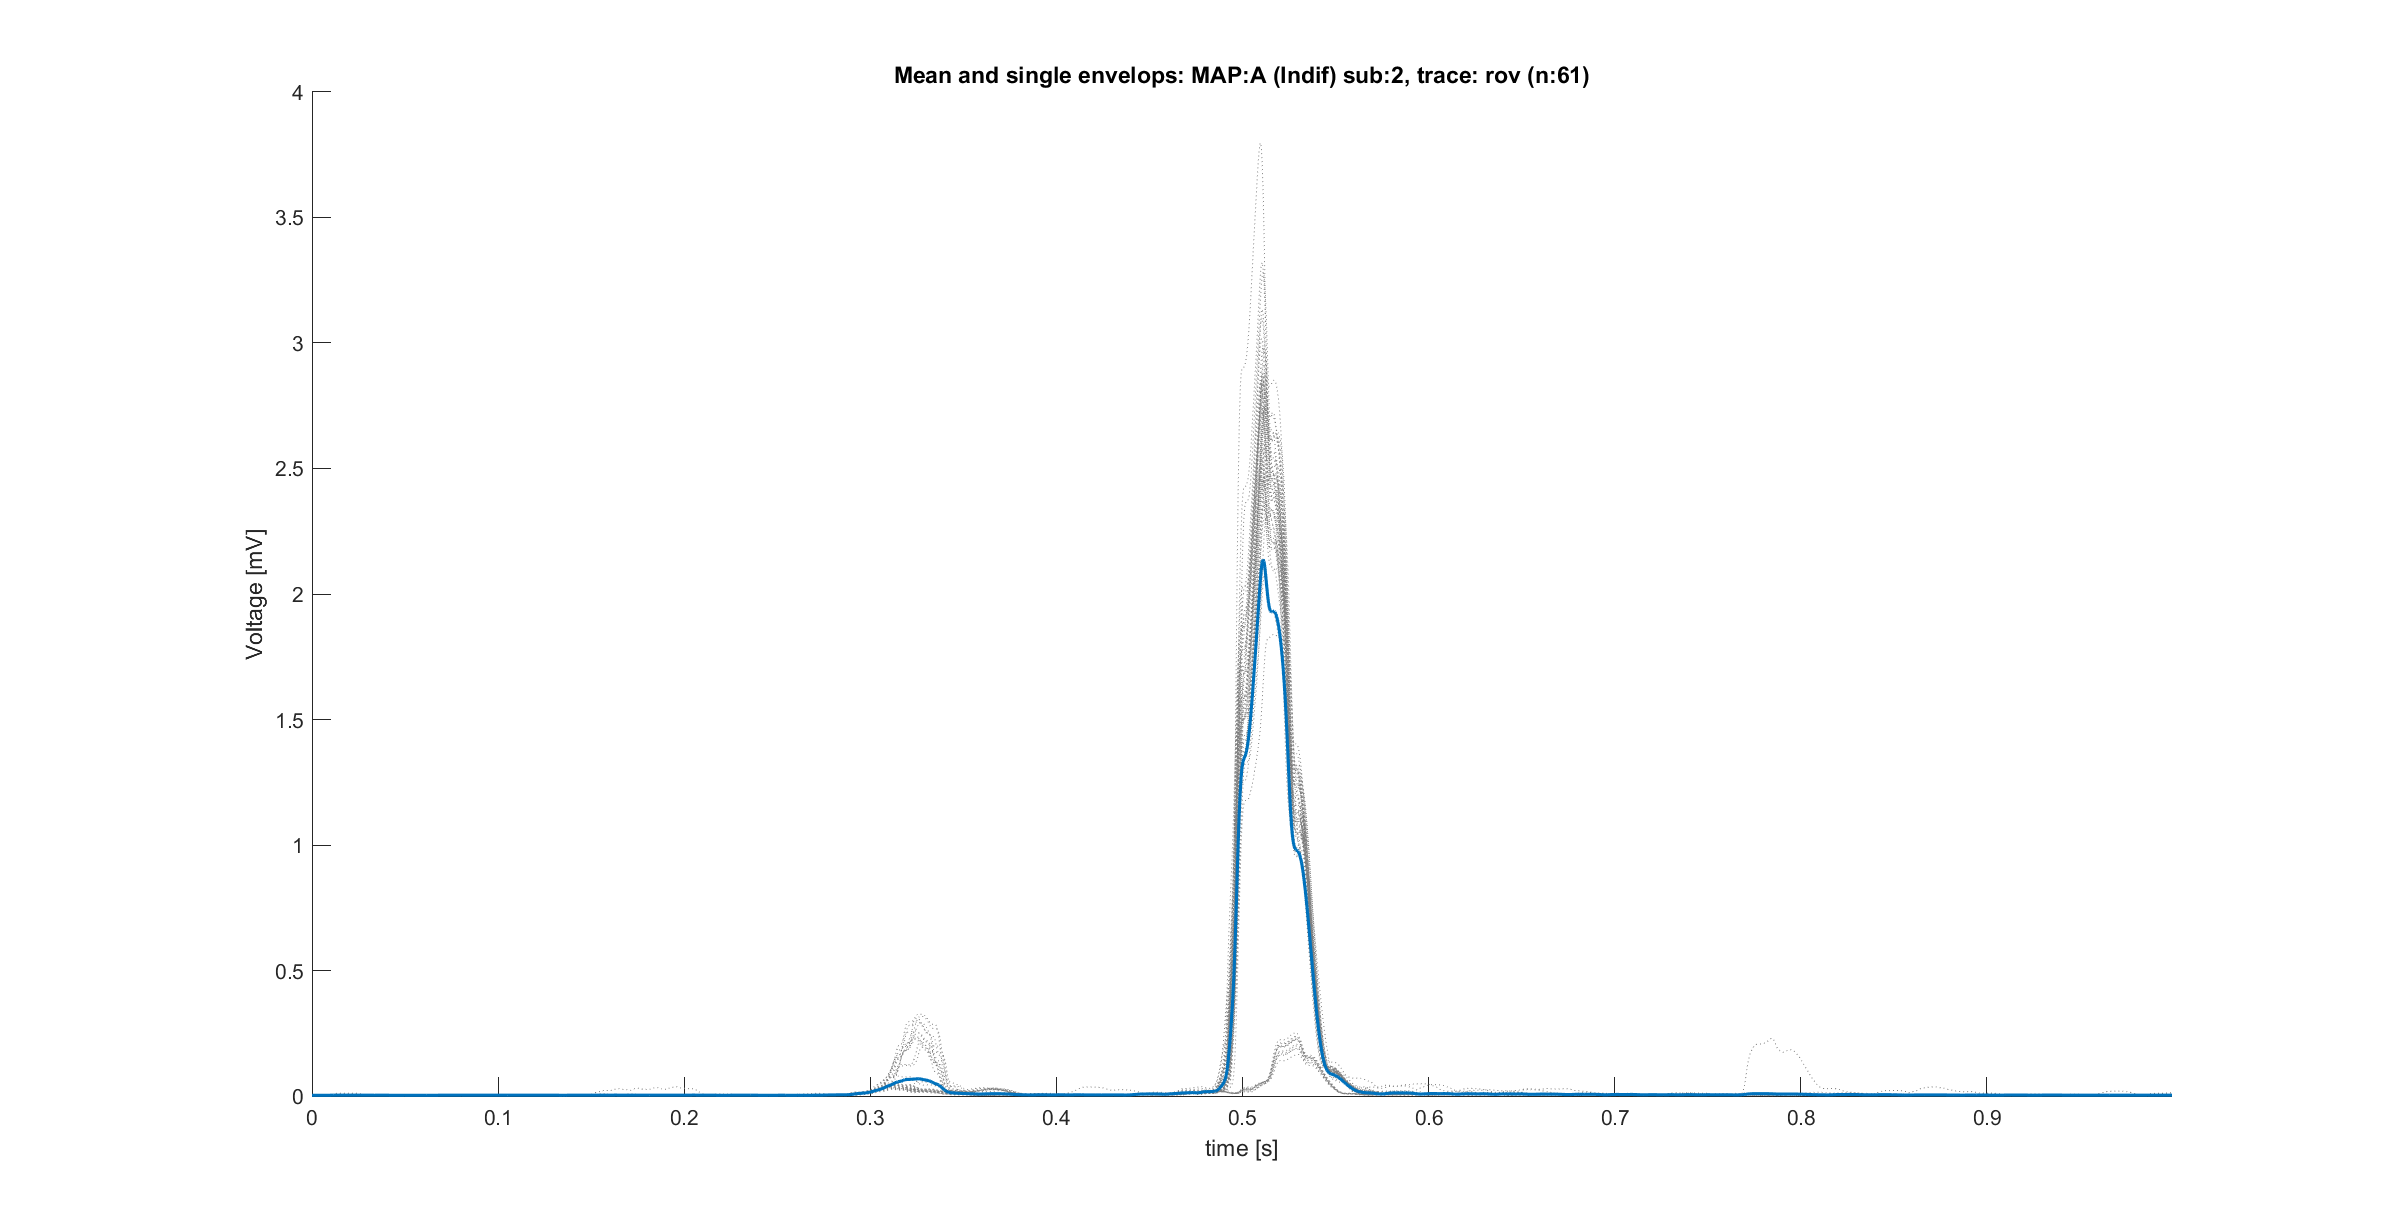 Mean and single envelops: MAP:A (Indif) sub:2, trace: rov (n:61)
4
3.5
3
2.5
2
1.5
1
0.5
0
Voltage [mV]
0 0.1 0.2 0.3 0.4 0.5 0.6 0.7 0.8 0.9
time [s]